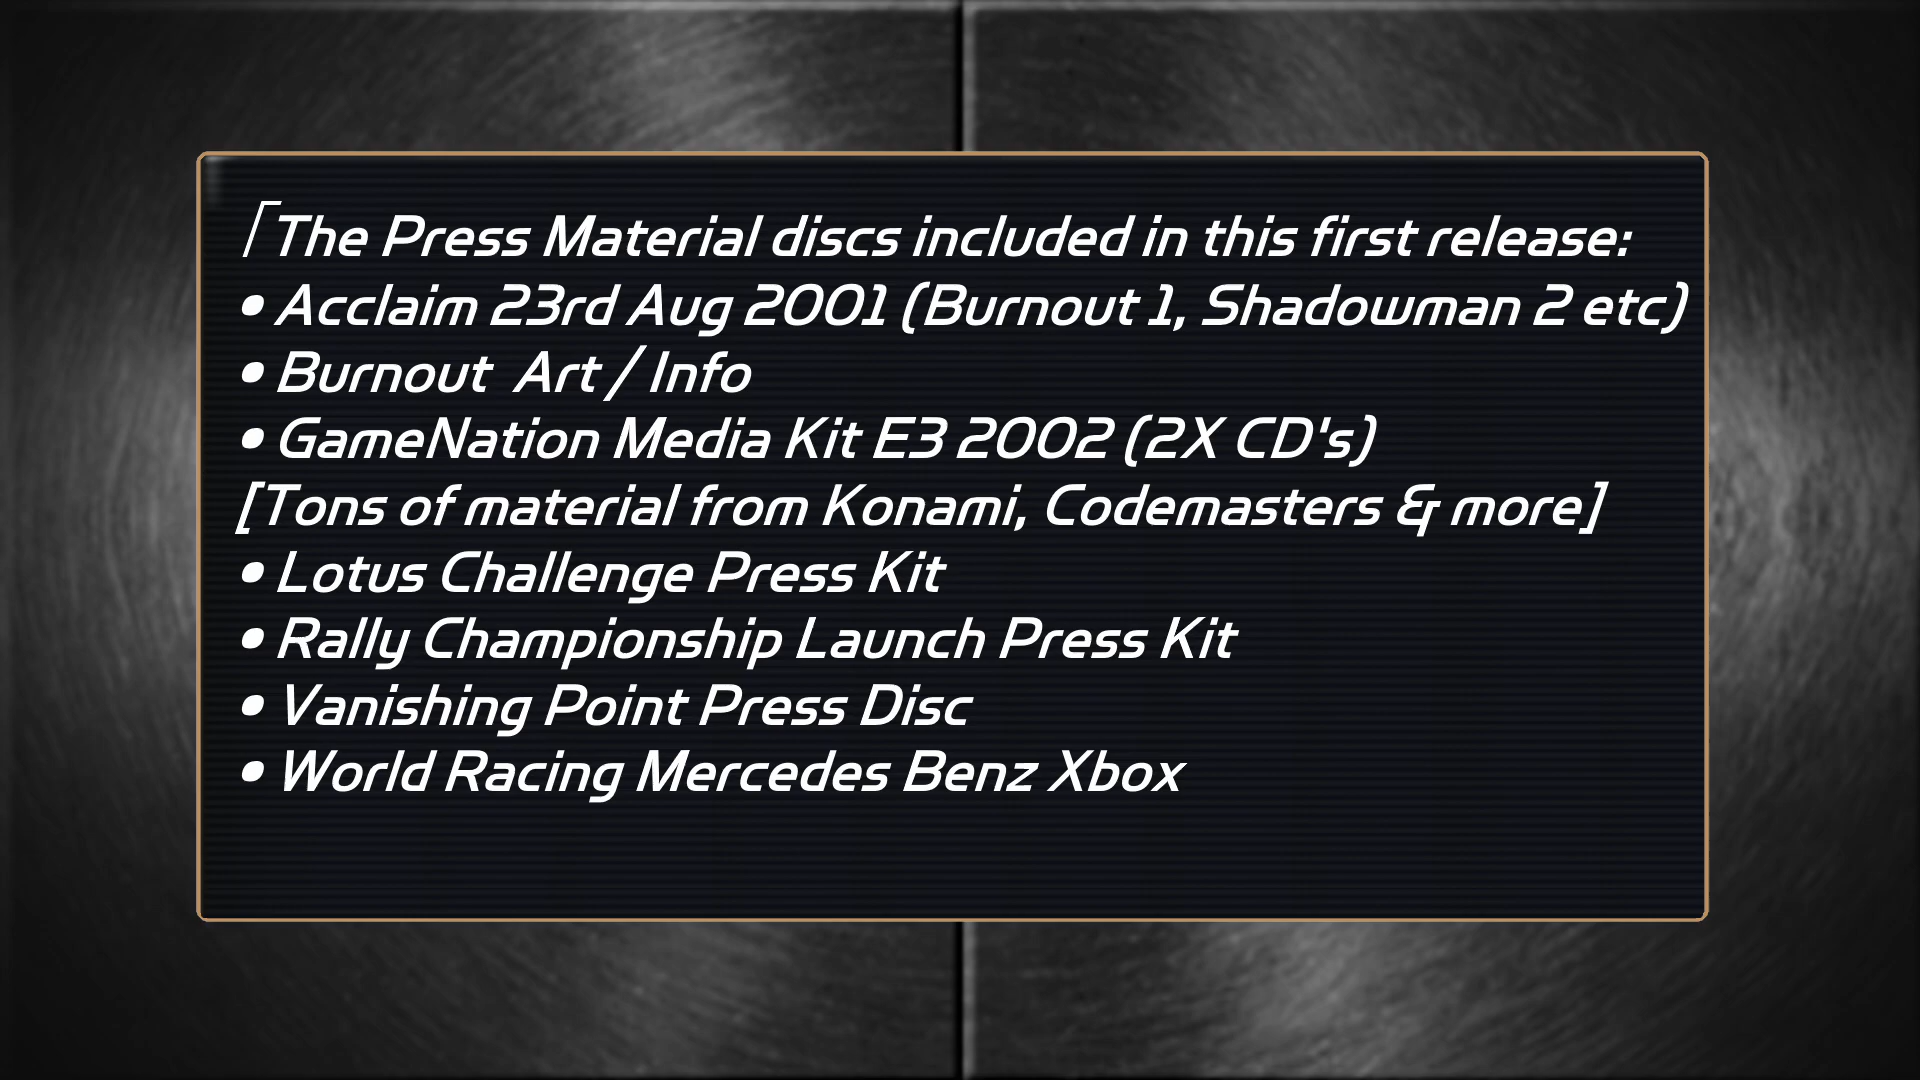 「The Press Material discs included in this first release:
• Acclaim 23rd Aug 2001 (Burnout 1, Shadowman 2 etc)
• Burnout  Art / Info
• GameNation Media Kit E3 2002 (2X CD's)
[Tons of material from Konami, Codemasters & more]
• Lotus Challenge Press Kit
• Rally Championship Launch Press Kit
• Vanishing Point Press Disc
• World Racing Mercedes Benz Xbox